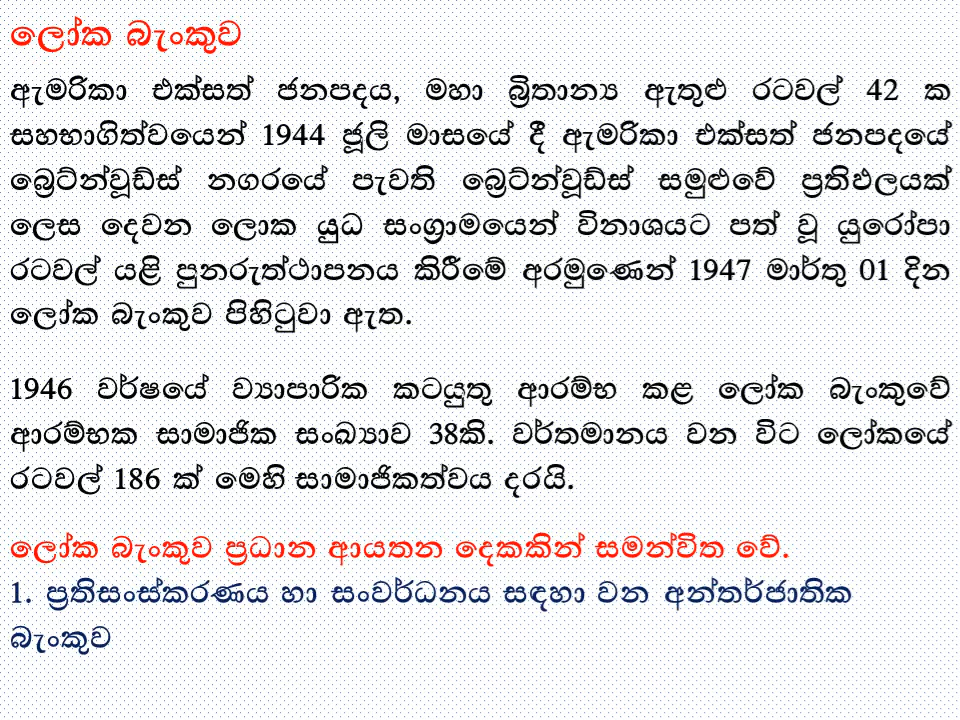 ලෝක බැංකුව
ඇමරිකා එක්සත් ජනපදය, මහා බ්‍රිතාන්‍ය ඇතුළු රටවල් 42 ක
සහභාගිත්වයෙන් 1944 ජූලි මාසයේ දී ඇමරිකා එක්සත් ජනපදයේ
බ්‍රෙට්න්වූඩ්ස් නගරයේ පැවති බ්‍රෙට්න්වූඩ්ස් සමුළුවේ ප්‍රතිඵලයක්
ලෙස දෙවන ලොක යුධ සංග්‍රාමයෙන් විනාශයට පත් වූ යුරෝපා
රටවල් යළි පුනරුත්ථාපනය කිරීමේ අරමුණෙන් 1947 මාර්තු 01 දින
ලෝක බැංකුව පිහිටුවා ඇත.
1946 වර්ෂයේ ව්‍යාපාරික කටයුතු ආරම්භ කළ ලෝක බැංකුවේ
ආරම්භක සාමාජික සංඛ්‍යාව 38කි. වර්තමානය වන විට ලෝකයේ
රටවල් 186 ක් මෙහි සාමාජිකත්වය දරයි.
ලෝක බැංකුව ප්‍රධාන ආයතන දෙකකින් සමන්විත වේ.
1. ප්‍රතිසංස්කරණය හා සංවර්ධනය සඳහා වන අන්තර්ජාතික
බැංකුව